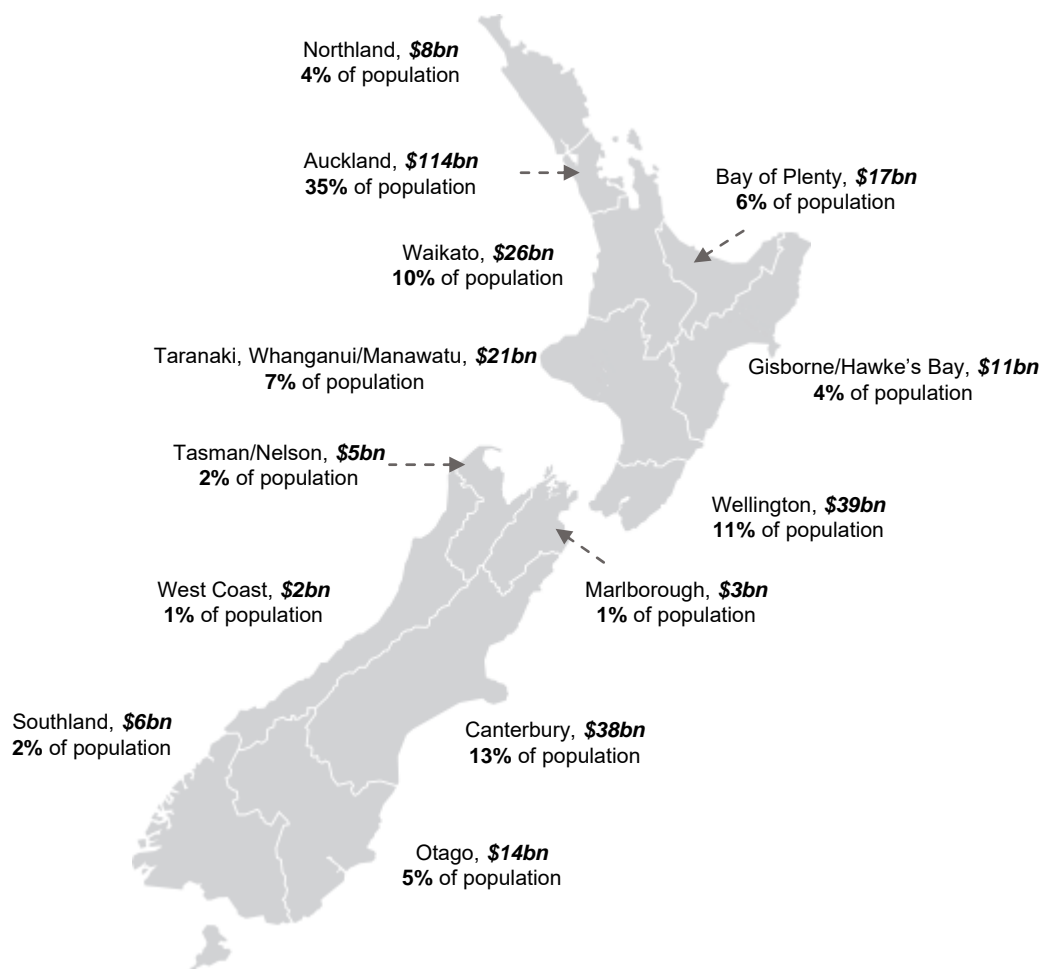 Northland, $8bn
4% of population
Auckland, $114bn
35% of population
Bay of Plenty, $17bn
6% of population
Waikato, $26bn
10% of population
Taranaki, Whanganui/Manawatu, $21bn
7% of population
Gisborne/Hawke’s Bay, $11bn
4% of population
Tasman/Nelson, $5bn
2% of population
Wellington, $39bn
11% of population
West Coast, $2bn
1% of population
Marlborough, $3bn
1% of population
Southland, $6bn
2% of population
Canterbury, $38bn
13% of population
Otago, $14bn
5% of population